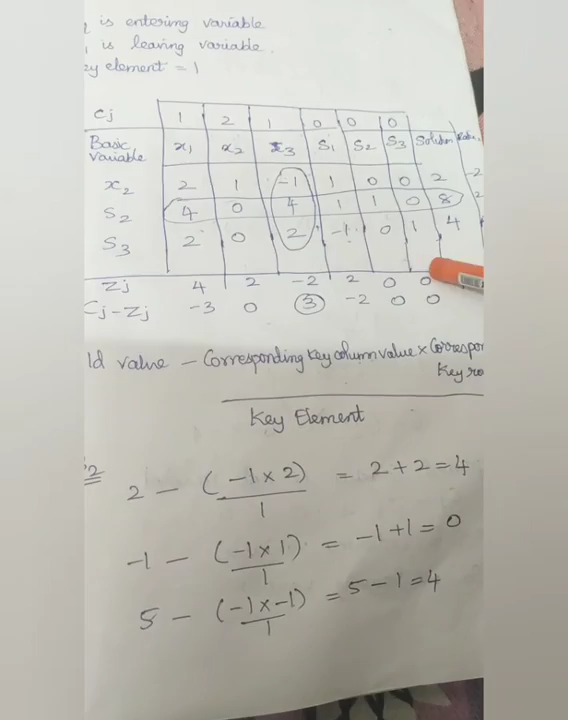 is entering variable
is leaving variable.
ey element = 1
Cj 1 2 1 0 0 0
Basic Variable x1 x2 x3 S1 S2 S3 Solution
x2 2 1 -1 1 0 0 2 -2
S2 4 0 4 1 1 0 8 2
S3 2 0 2 -1 0 1 4
Zj 4 2 -2 2 0 0
Cj-Zj -3 0 3 -2 0 0
ld value - Corresponding key column value × Correspon
Key ro
Key Element
2 - (-1×2)/1 = 2+2=4
-1 - (-1×1)/1 = -1+1=0
5 - (-1×-1)/1 = 5-1=4